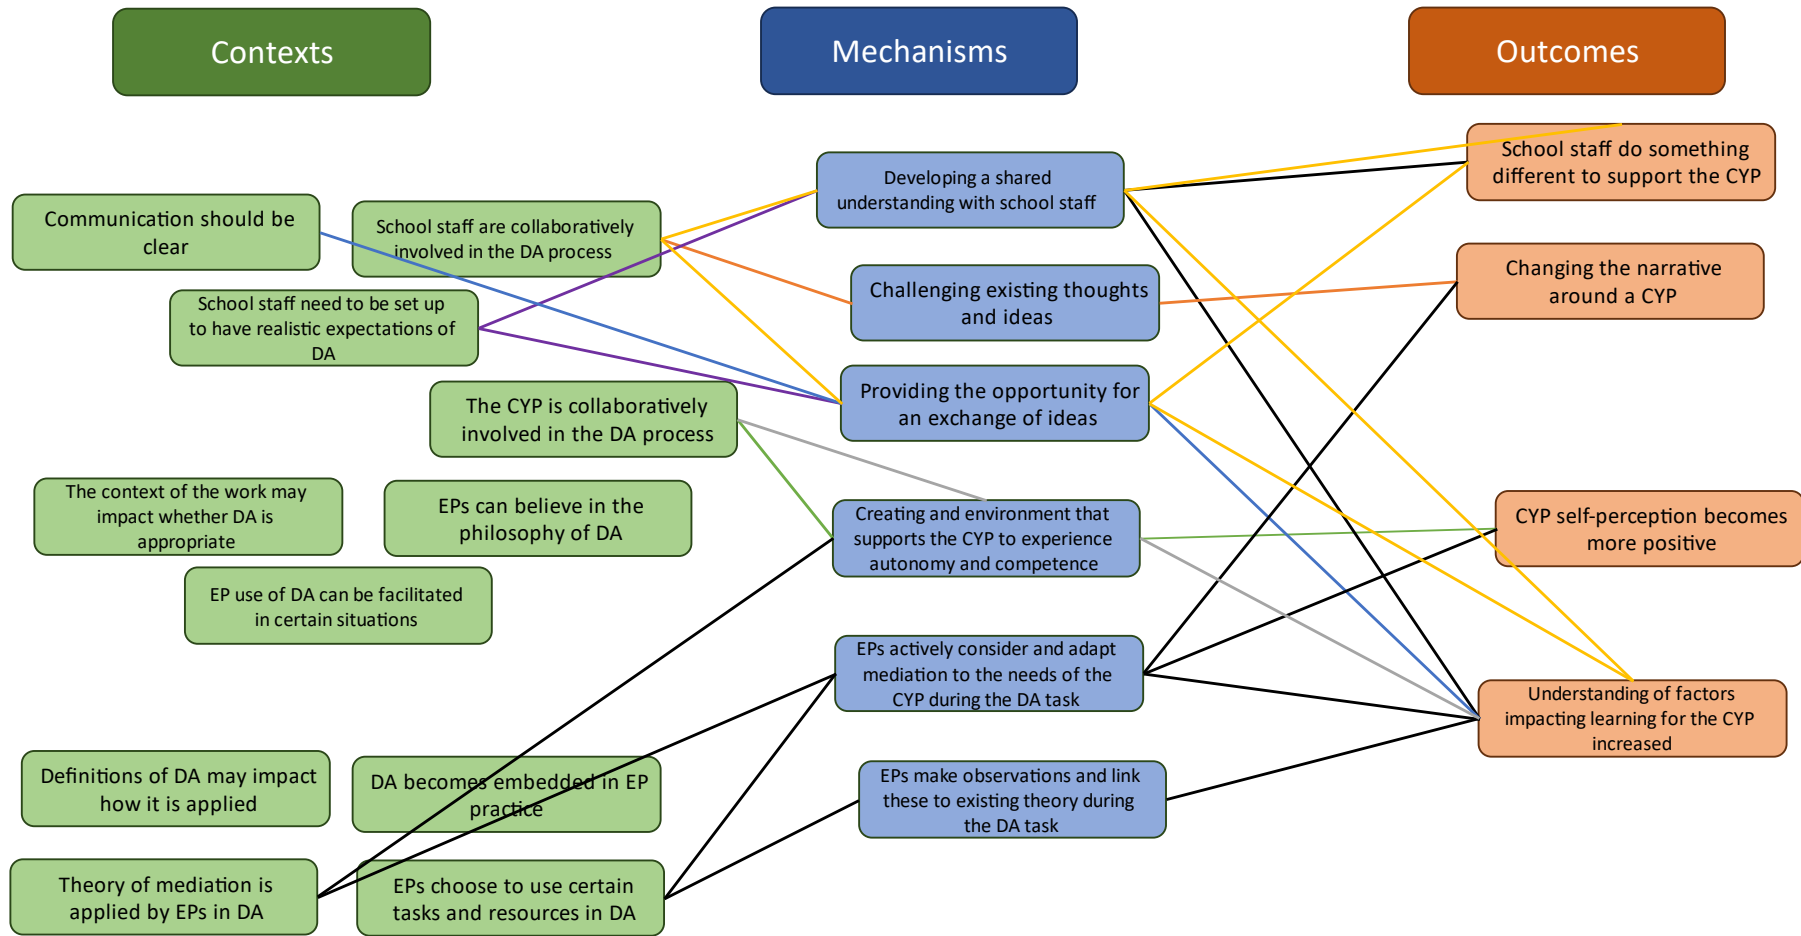 Contexts
Mechanisms
Outcomes
Communication should be
clear
School staff are collaboratively
involved in the DA process
School staff need to be set up
to have realistic expectations of
DA
The CYP is collaboratively
involved in the DA process
The context of the work may
impact whether DA is
appropriate
EPs can believe in the
philosophy of DA
EP use of DA can be facilitated
in certain situations
Definitions of DA may impact
how it is applied
DA becomes embedded in EP
practice
Theory of mediation is
applied by EPs in DA
EPs choose to use certain
tasks and resources in DA
Developing a shared
understanding with school staff
Challenging existing thoughts
and ideas
Providing the opportunity for
an exchange of ideas
Creating and environment that
supports the CYP to experience
autonomy and competence
EPs actively consider and adapt
mediation to the needs of the
CYP during the DA task
EPs make observations and link
these to existing theory during
the DA task
School staff do something
different to support the CYP
Changing the narrative
around a CYP
CYP self-perception becomes
more positive
Understanding of factors
impacting learning for the CYP
increased